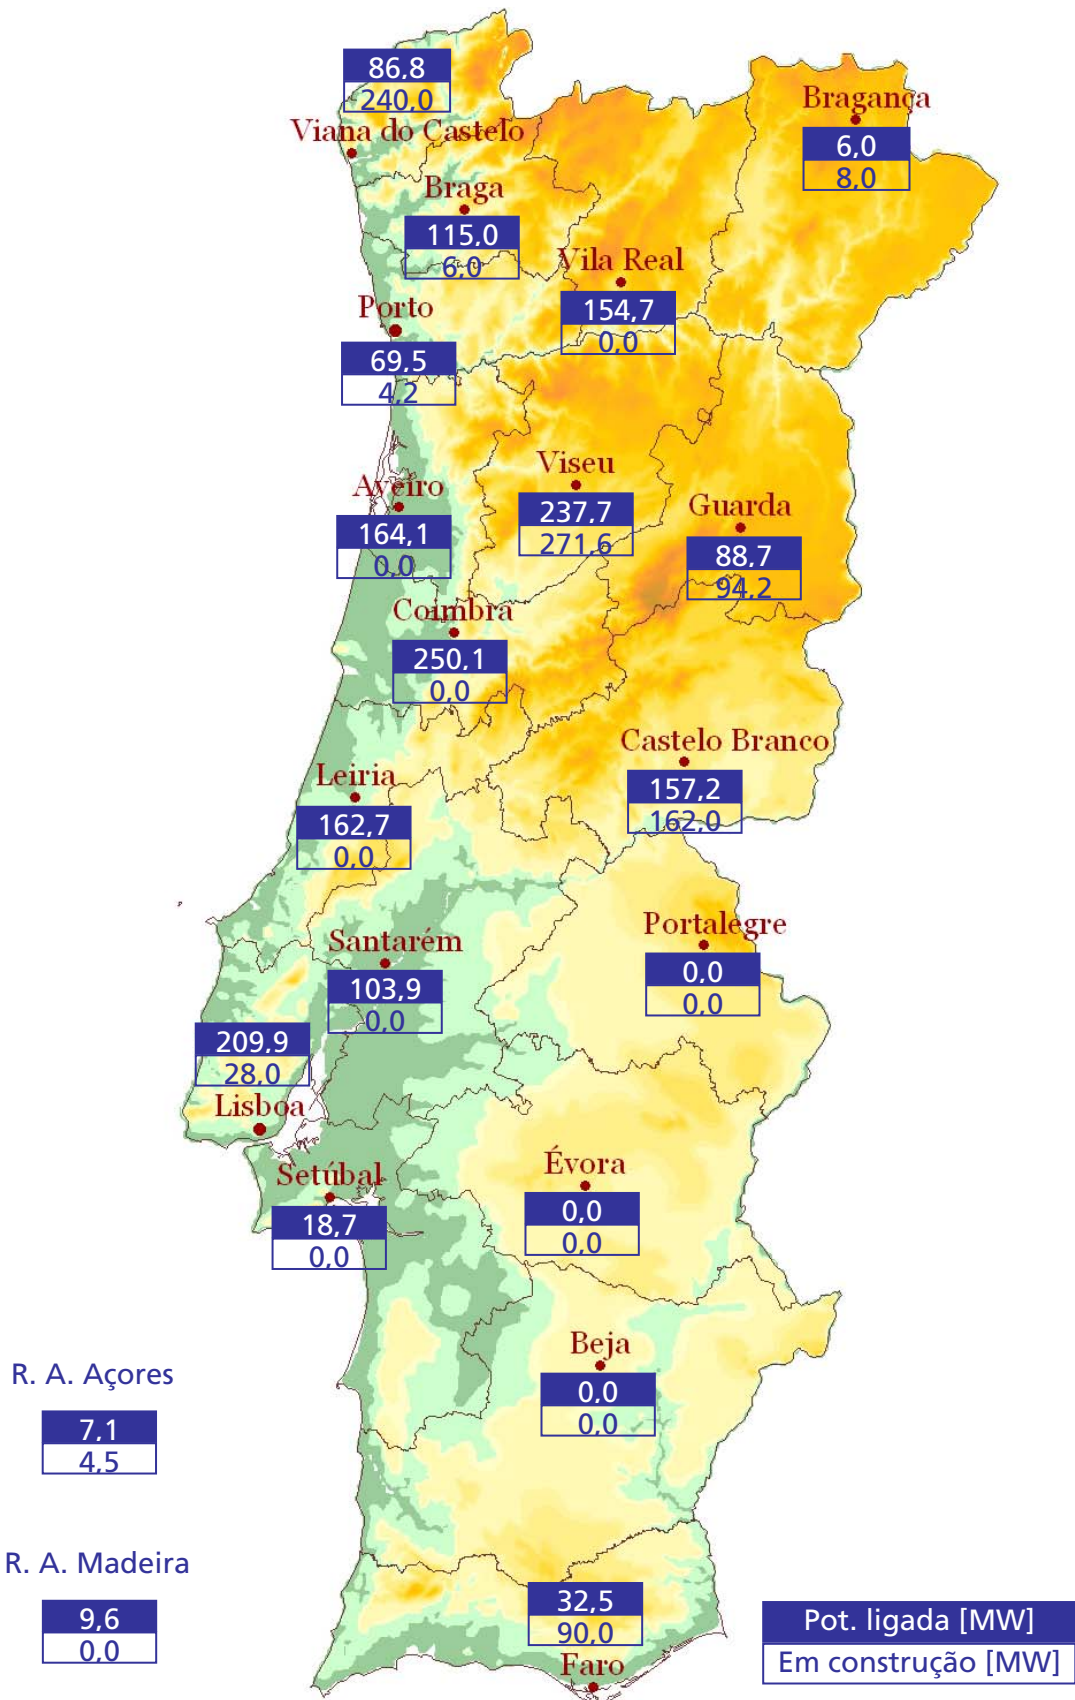 86,8
240,0
Viana do Castelo
Bragança
6,0
8,0
Braga
115,0
6,0
Vila Real
154,7
0,0
Porto
69,5
4,2
Viseu
237,7
271,6
Aveiro
164,1
0,0
Guarda
88,7
94,2
Coimbra
250,1
0,0
Castelo Branco
157,2
162,0
Leiria
162,7
0,0
Portalegre
0,0
0,0
Santarém
103,9
0,0
209,9
28,0
Lisboa
Évora
0,0
0,0
Setúbal
18,7
0,0
Beja
0,0
0,0
R. A. Açores
7,1
4,5
R. A. Madeira
9,6
0,0
32,5
90,0
Faro
Pot. ligada [MW]
Em construção [MW]